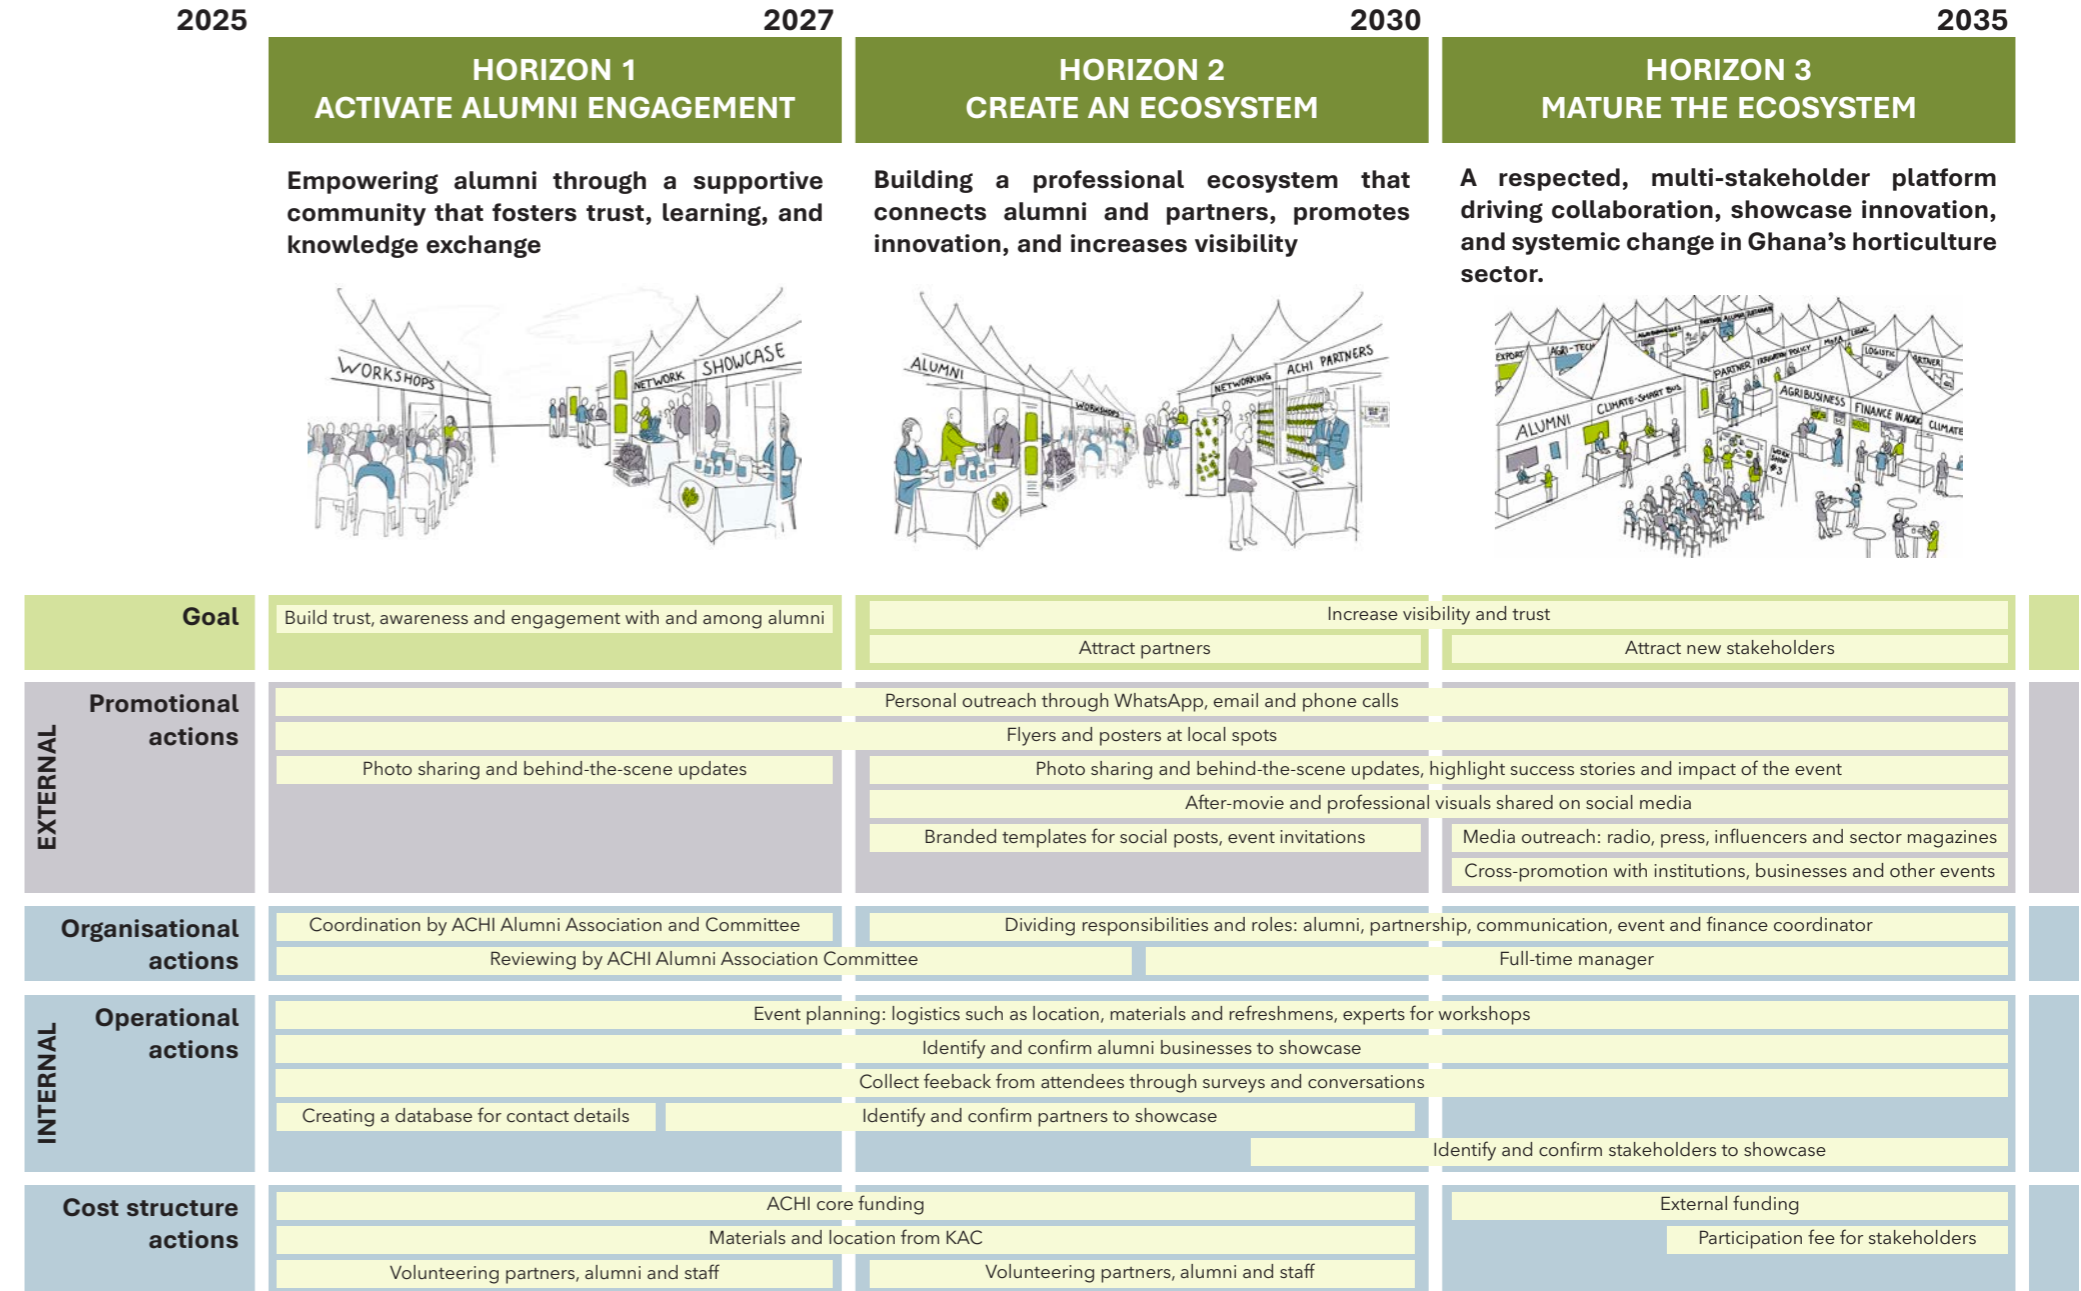 2025
2027
2030
2035
HORIZON 1
ACTIVATE ALUMNI ENGAGEMENT
HORIZON 2
CREATE AN ECOSYSTEM
HORIZON 3
MATURE THE ECOSYSTEM
Empowering alumni through a supportive
community that fosters trust, learning, and
knowledge exchange
Building a professional ecosystem that
connects alumni and partners, promotes
innovation, and increases visibility
A respected, multi-stakeholder platform
driving collaboration, showcase innovation,
and systemic change in Ghana's horticulture
sector.
WORKSHOPS
NETWORK
SHOWCASE
ALUMNI
WORKSHOPS
NETWORKING
ACHI PARTNERS
EXPORT
AGRI-TECH
LEGAL
LOGISTIC
PARTNER
IRRIGATION POLICY
MoFA
ALUMNI
CLIMATE-SMART BUS
PARTNER
AGRIBUSINESS
FINANCE IN AGRI
CLIMATE
WORK
SHOP
#3
Goal
Build trust, awareness and engagement with and among alumni
Increase visibility and trust
Attract partners
Attract new stakeholders
EXTERNAL
Promotional
actions
Personal outreach through WhatsApp, email and phone calls
Flyers and posters at local spots
Photo sharing and behind-the-scene updates
Photo sharing and behind-the-scene updates, highlight success stories and impact of the event
After-movie and professional visuals shared on social media
Branded templates for social posts, event invitations
Media outreach: radio, press, influencers and sector magazines
Cross-promotion with institutions, businesses and other events
INTERNAL
Organisational
actions
Coordination by ACHI Alumni Association and Committee
Dividing responsibilities and roles: alumni, partnership, communication, event and finance coordinator
Reviewing by ACHI Alumni Association Committee
Full-time manager
Operational
actions
Event planning: logistics such as location, materials and refreshmens, experts for workshops
Identify and confirm alumni businesses to showcase
Collect feeback from attendees through surveys and conversations
Creating a database for contact details
Identify and confirm partners to showcase
Identify and confirm stakeholders to showcase
Cost structure
actions
ACHI core funding
External funding
Materials and location from KAC
Participation fee for stakeholders
Volunteering partners, alumni and staff
Volunteering partners, alumni and staff